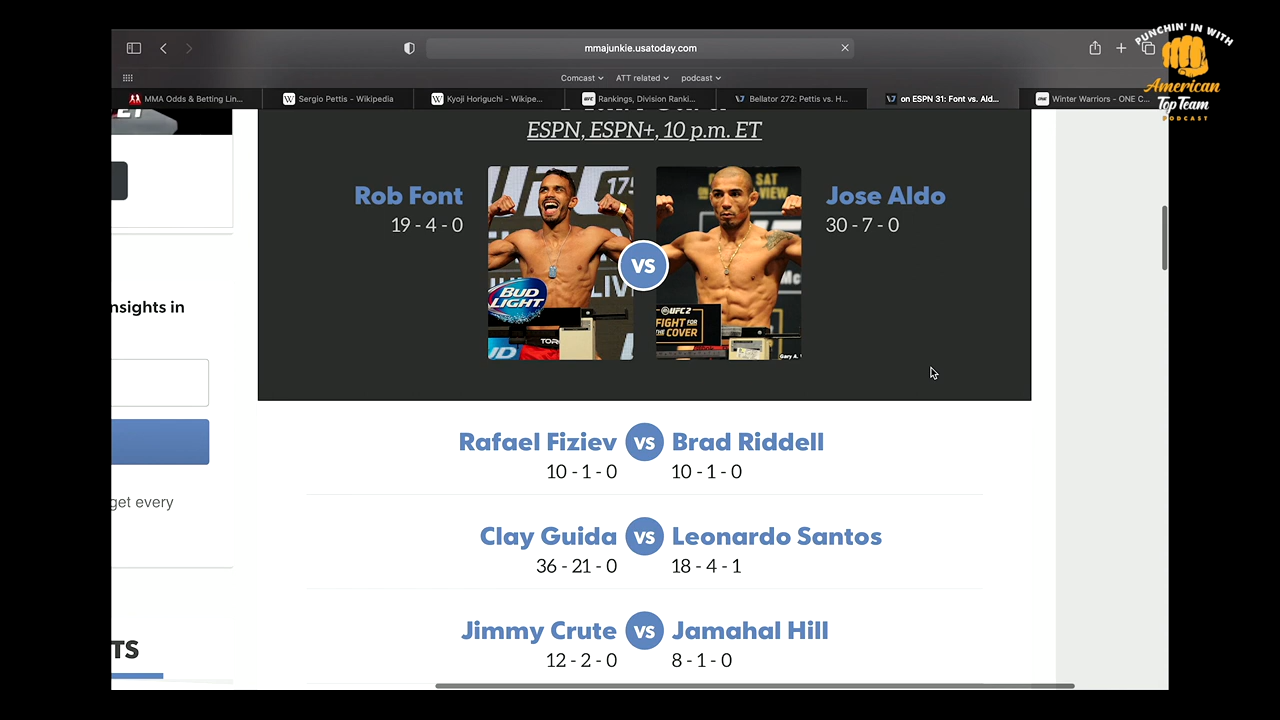 PUNCHIN' IN WITH
American
Top Team
PODCAST
mmajunkie.usatoday.com
Comcast
ATT related
podcast
MMA Odds & Betting Lin...
Sergio Pettis - Wikipedia
Kyoji Horiguchi - Wikipe...
Rankings, Division Ranki...
Bellator 272: Pettis vs. H...
on ESPN 31: Font vs. Ald...
Winter Warriors - ONE C...
ESPN, ESPN+, 10 p.m. ET
Rob Font
19 - 4 - 0
VS
Jose Aldo
30 - 7 - 0
UFC 175
BUD
LIGHT
UFC 2
FIGHT FOR
THE COVER
nsights in
get every
TS
Rafael Fiziev VS Brad Riddell
10 - 1 - 0 10 - 1 - 0
Clay Guida VS Leonardo Santos
36 - 21 - 0 18 - 4 - 1
Jimmy Crute VS Jamahal Hill
12 - 2 - 0 8 - 1 - 0